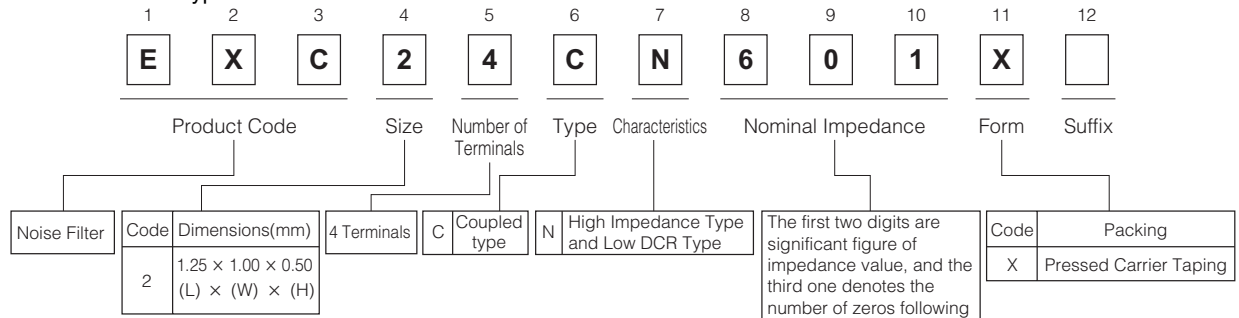 1 2 3 4 5 6 7 8 9 10 11 12
E X C 2 4 C N 6 0 1 X
Product Code Size Number of Terminals Type Characteristics Nominal Impedance Form Suffix
Noise Filter
Code Dimensions(mm)
2 1.25 × 1.00 × 0.50
(L) × (W) × (H)
4 Terminals
C Coupled
type
N High Impedance Type
and Low DCR Type
The first two digits are
significant figure of
impedance value, and the
third one denotes the
number of zeros following
Code Packing
X Pressed Carrier Taping